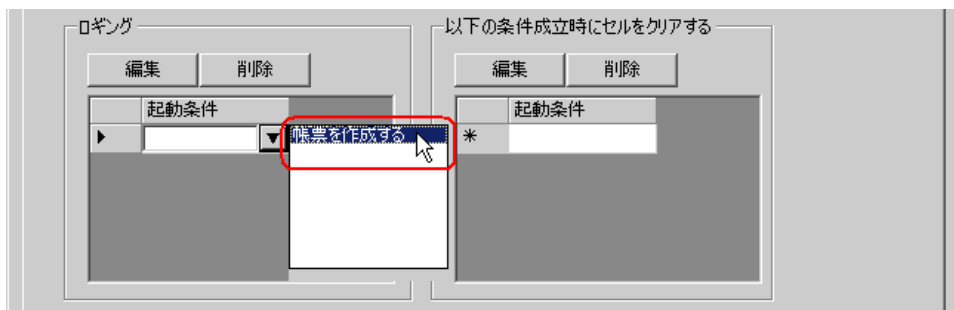 ロギング
編集 削除
起動条件
帳票を作成する
以下の条件成立時にセルをクリアする
編集 削除
起動条件
*